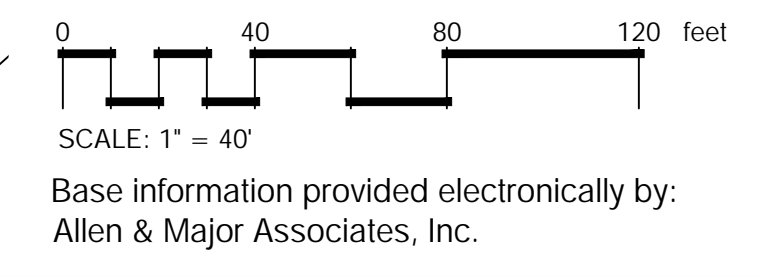 0 40 80 120 feet
SCALE: 1" = 40'
Base information provided electronically by:
Allen & Major Associates, Inc.